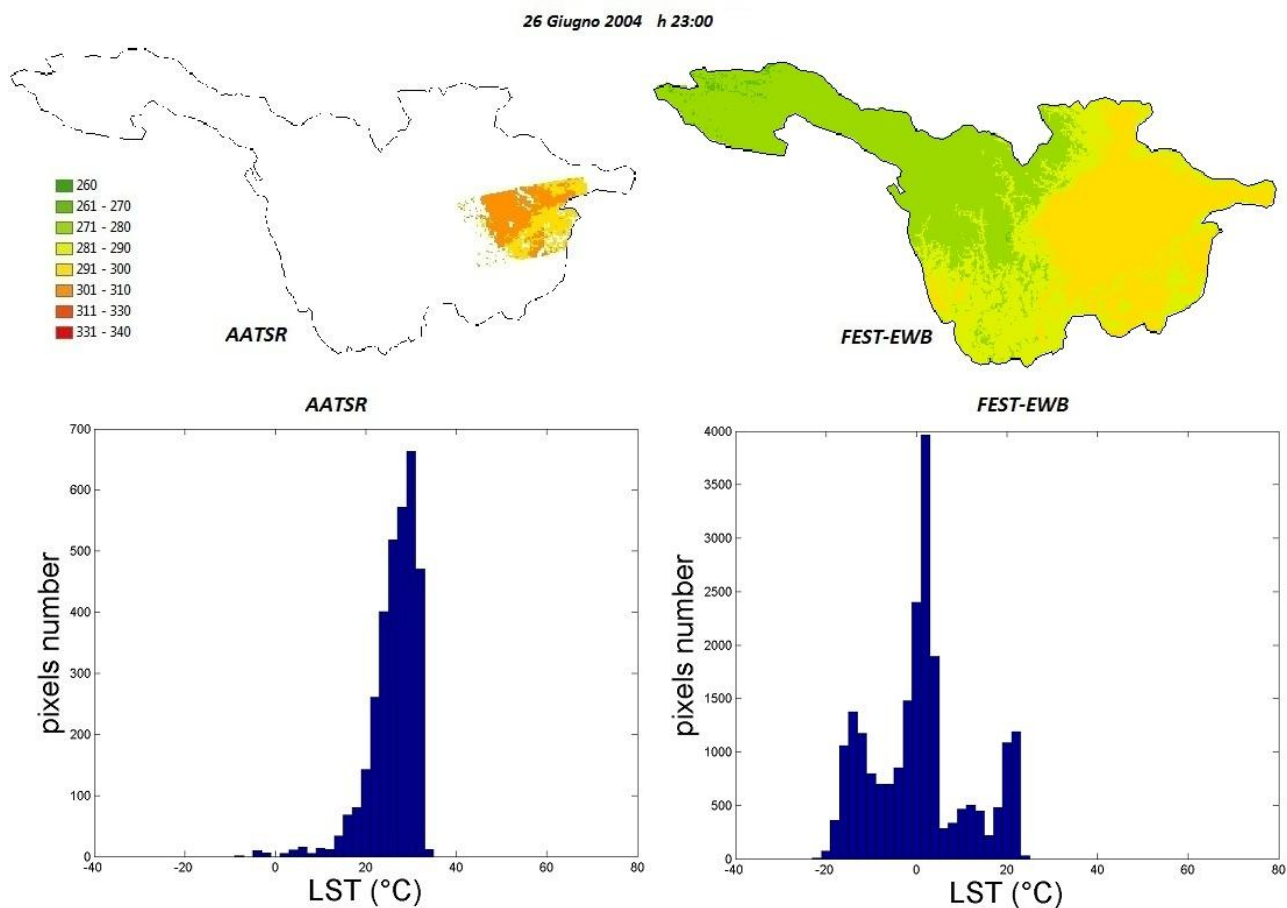 26 Giugno 2004 h 23:00
260
261 - 270
271 - 280
281 - 290
291 - 300
301 - 310
311 - 330
331 - 340
AATSR
FEST-EWB
AATSR
700
600
500
400
300
200
100
0
-40
-20
0
20
40
60
80
pixels number
LST (°C)
FEST-EWB
4000
3500
3000
2500
2000
1500
1000
500
0
-40
-20
0
20
40
60
80
pixels number
LST (°C)